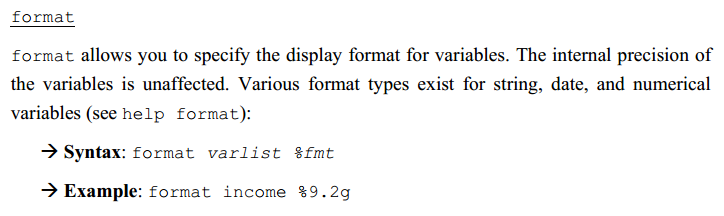 format
format allows you to specify the display format for variables. The internal precision of
the variables is unaffected. Various format types exist for string, date, and numerical
variables (see help format):
→ Syntax: format varlist %fmt
→ Example: format income %9.2g